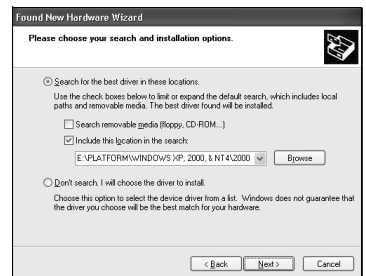 Found New Hardware Wizard
Please choose your search and installation options.
Search for the best driver in these locations.
Use the check boxes below to limit or expand the default search, which includes local
paths and removable media. The best driver found will be installed.
Search removable media (floppy, CD-ROM...)
Include this location in the search:
E:\PLATFORM\WINDOWS XP, 2000, & NT4\2000
Browse
Don't search. I will choose the driver to install.
Choose this option to select the device driver from a list. Windows does not guarantee that
the driver you choose will be the best match for your hardware.
< Back
Next >
Cancel